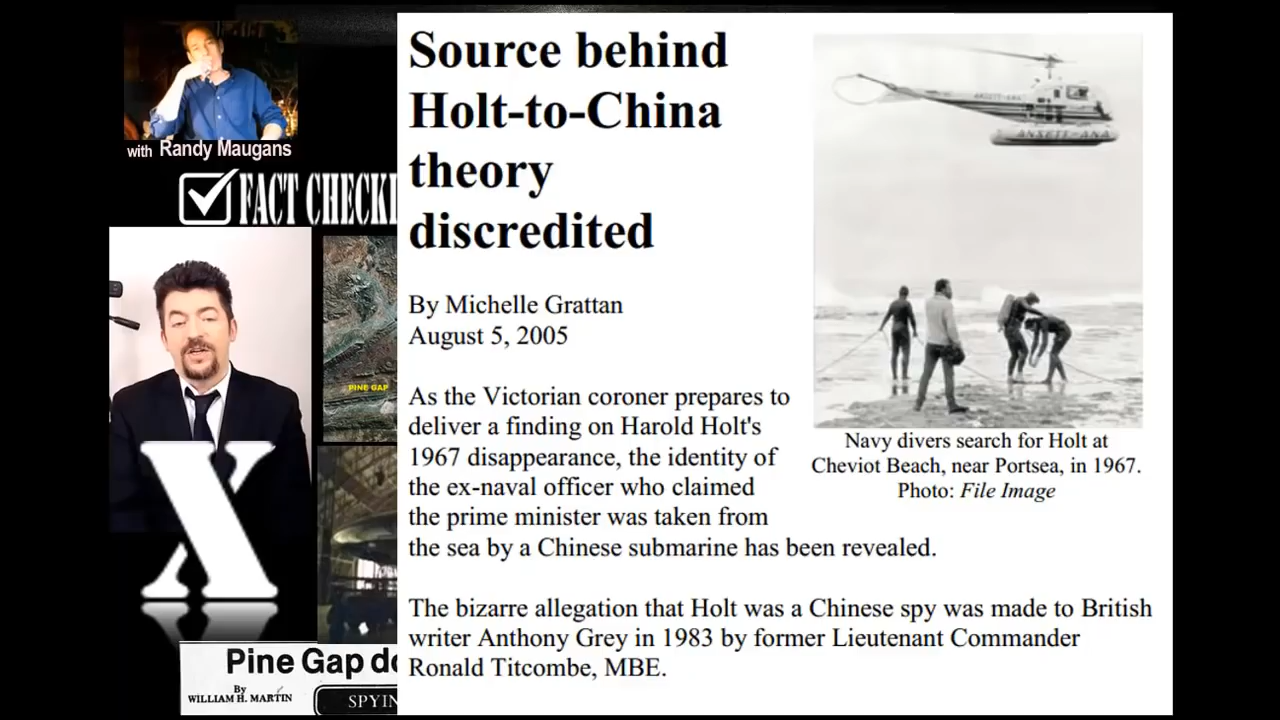 with Randy Maugans
FACT CHECKI
PINE GAP
X
Pine Gap do
By
WILLIAM H. MARTIN
SPYIN
Source behind
Holt-to-China
theory
discredited
By Michelle Grattan
August 5, 2005
As the Victorian coroner prepares to
deliver a finding on Harold Holt's
1967 disappearance, the identity of
the ex-naval officer who claimed
the prime minister was taken from
the sea by a Chinese submarine has been revealed.
The bizarre allegation that Holt was a Chinese spy was made to British
writer Anthony Grey in 1983 by former Lieutenant Commander
Ronald Titcombe, MBE.
ANSETT-ANA
ANSETT-ANA
Navy divers search for Holt at
Cheviot Beach, near Portsea, in 1967.
Photo: File Image